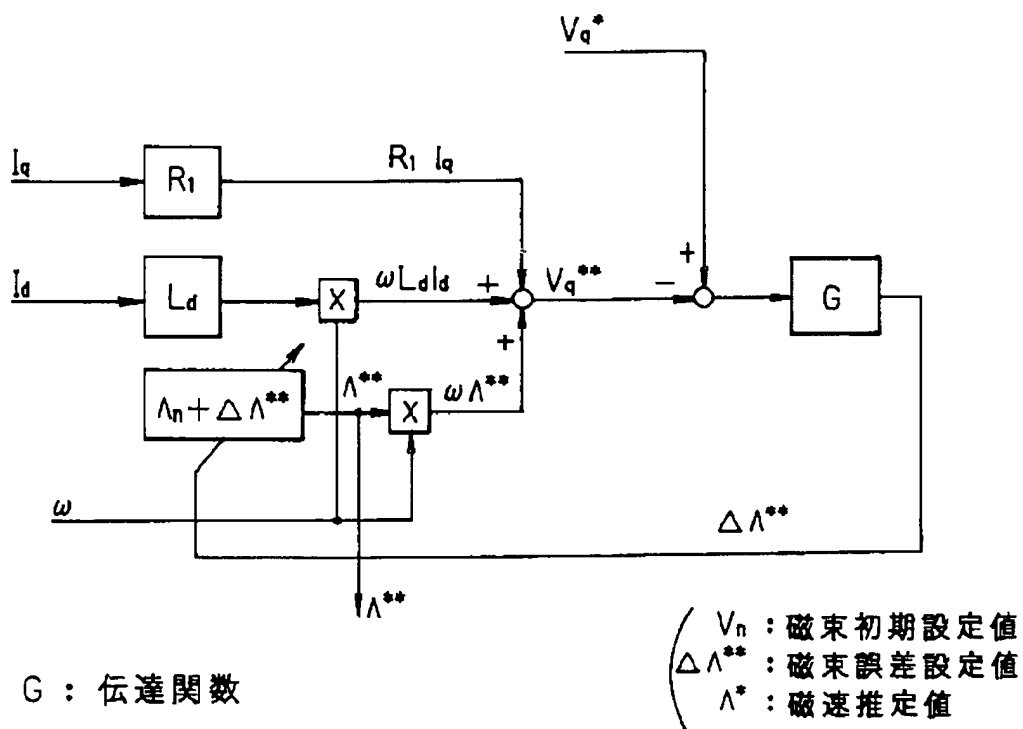 Vq*
Iq
R1
R1 Iq
Id
Ld
X
ωLdId
+
+
Vq**
−
+
G
Λn+ΔΛ**
Λ**
X
ωΛ**
ω
ΔΛ**
Λ**
Vn：磁束初期設定値
ΔΛ**：磁束誤差設定値
Λ*：磁速推定値
G：伝達関数